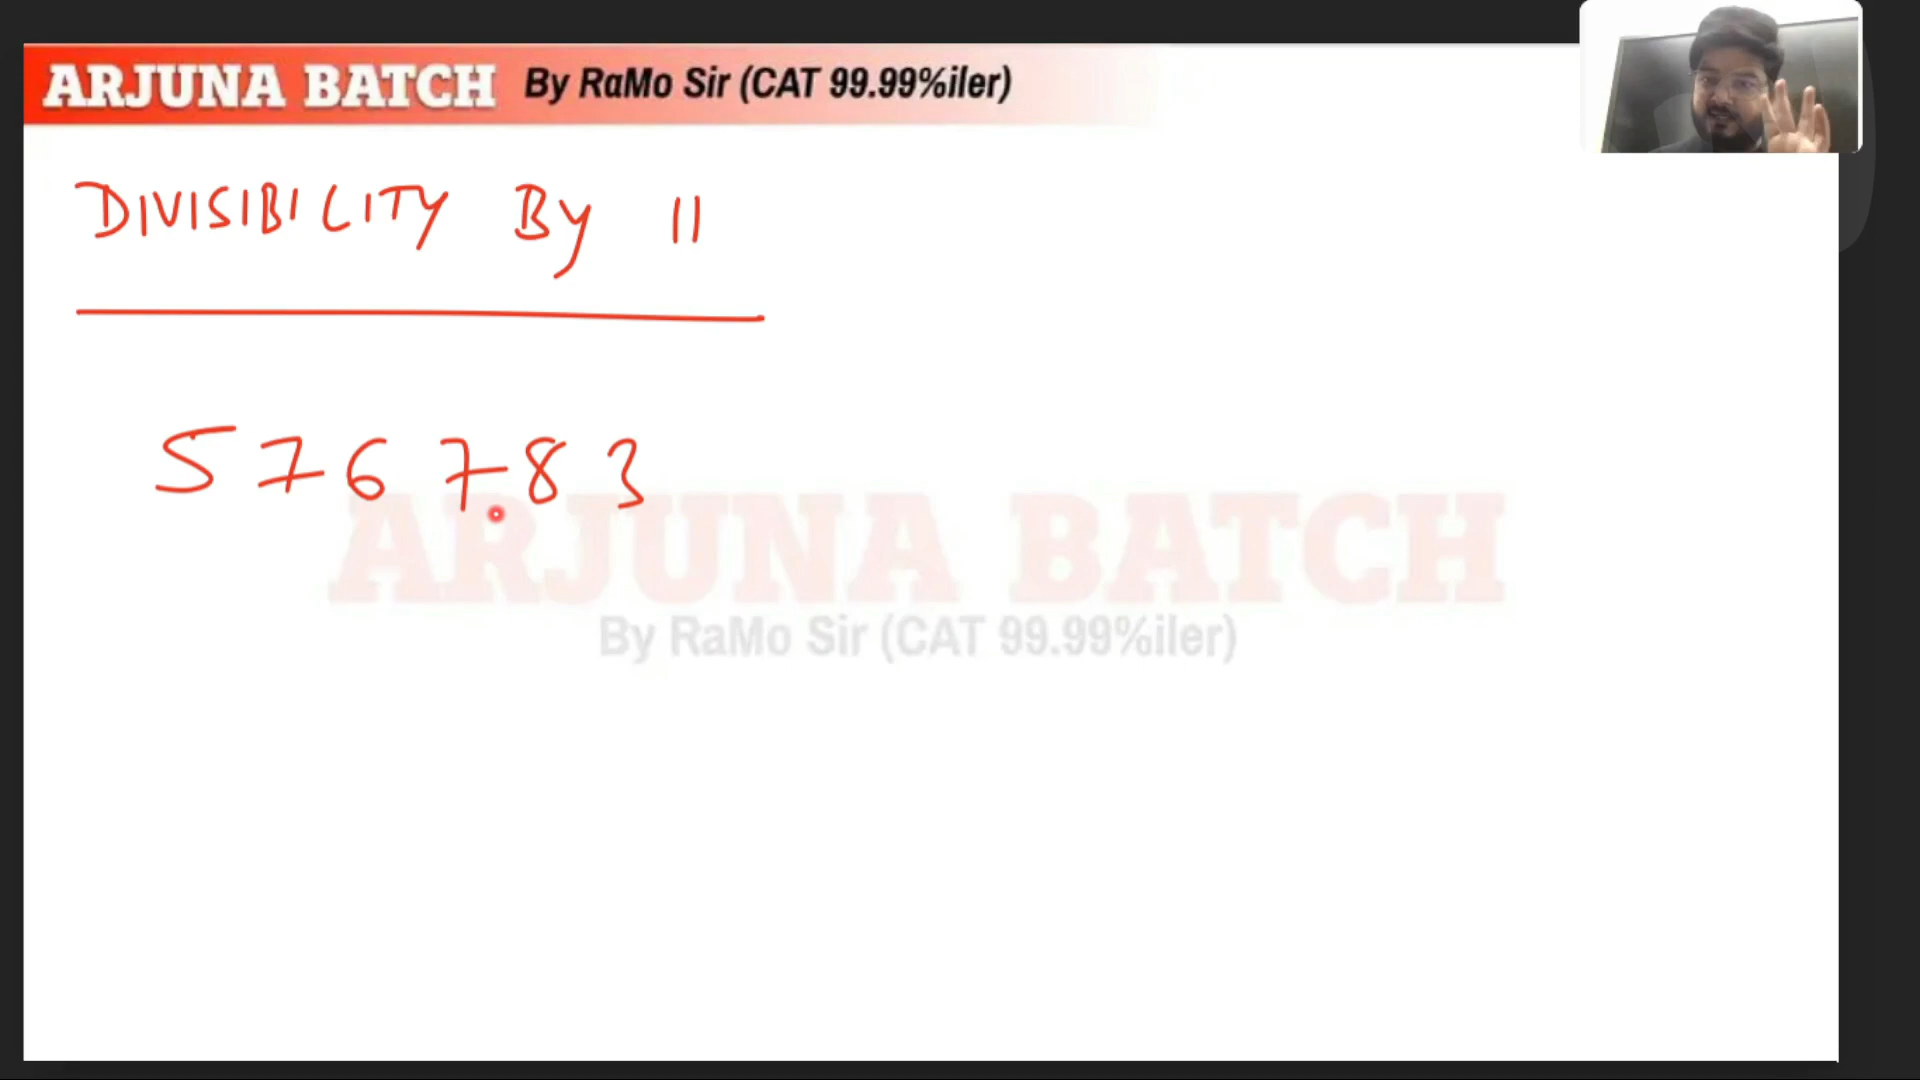 ARJUNA BATCH By RaMo Sir (CAT 99.99%iler)
DIVISIBILITY By 11
576783
ARJUNA BATCH
By RaMo Sir (CAT 99.99%iler)